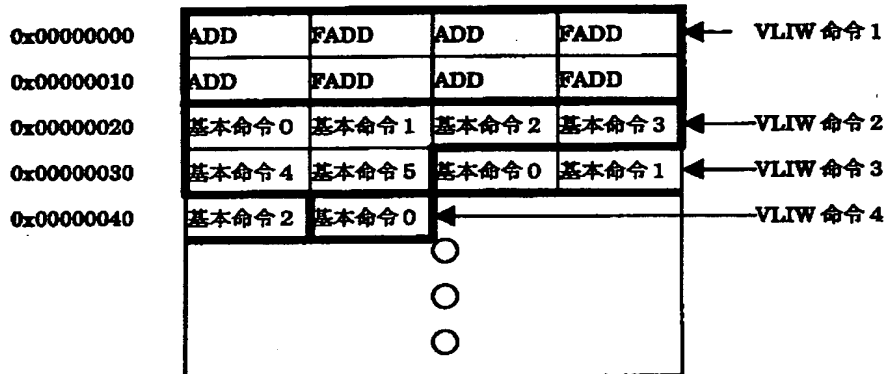 0x00000000 ADD FADD ADD FADD VLIW 命令 1
0x00000010 ADD FADD ADD FADD
0x00000020 基本命令 0 基本命令 1 基本命令 2 基本命令 3 VLIW 命令 2
0x00000030 基本命令 4 基本命令 5 基本命令 0 基本命令 1 VLIW 命令 3
0x00000040 基本命令 2 基本命令 0 VLIW 命令 4